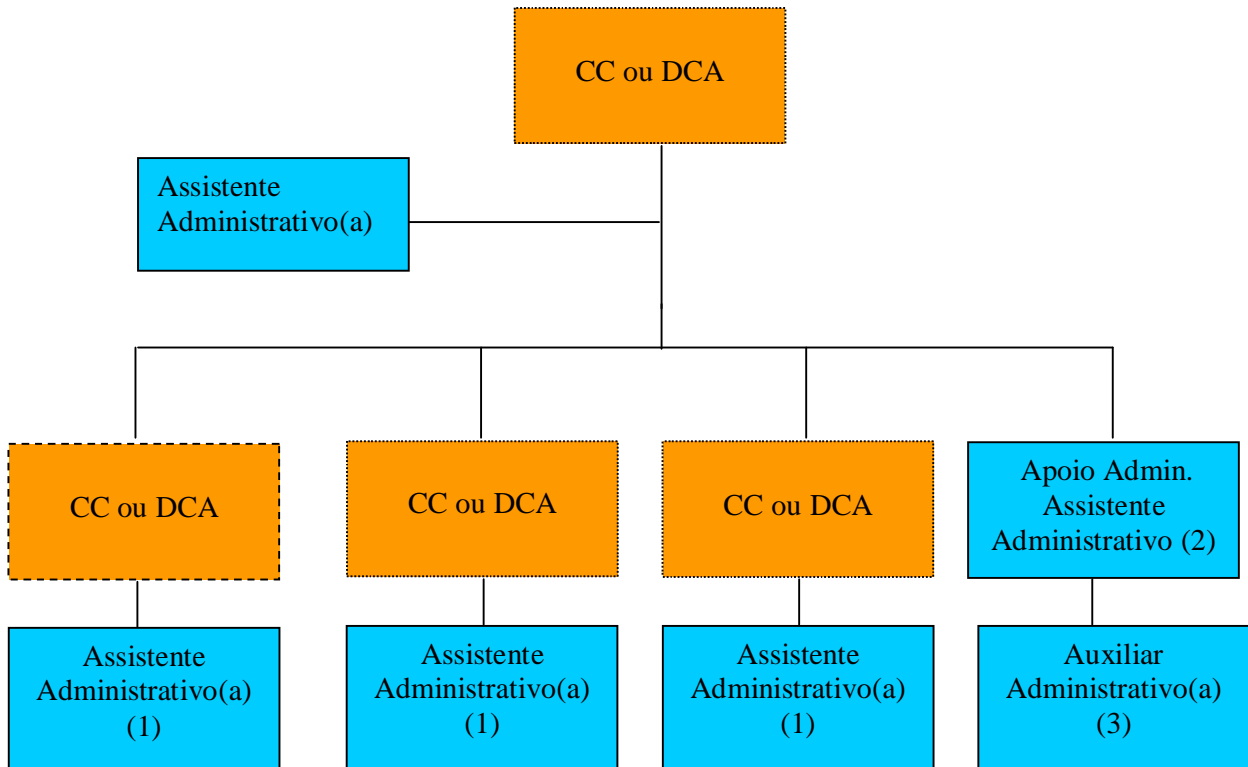 CC ou DCA
Assistente
Administrativo(a)
CC ou DCA
CC ou DCA
CC ou DCA
Apoio Admin.
Assistente
Administrativo (2)
Assistente
Administrativo(a)
(1)
Assistente
Administrativo(a)
(1)
Assistente
Administrativo(a)
(1)
Auxiliar
Administrativo(a)
(3)